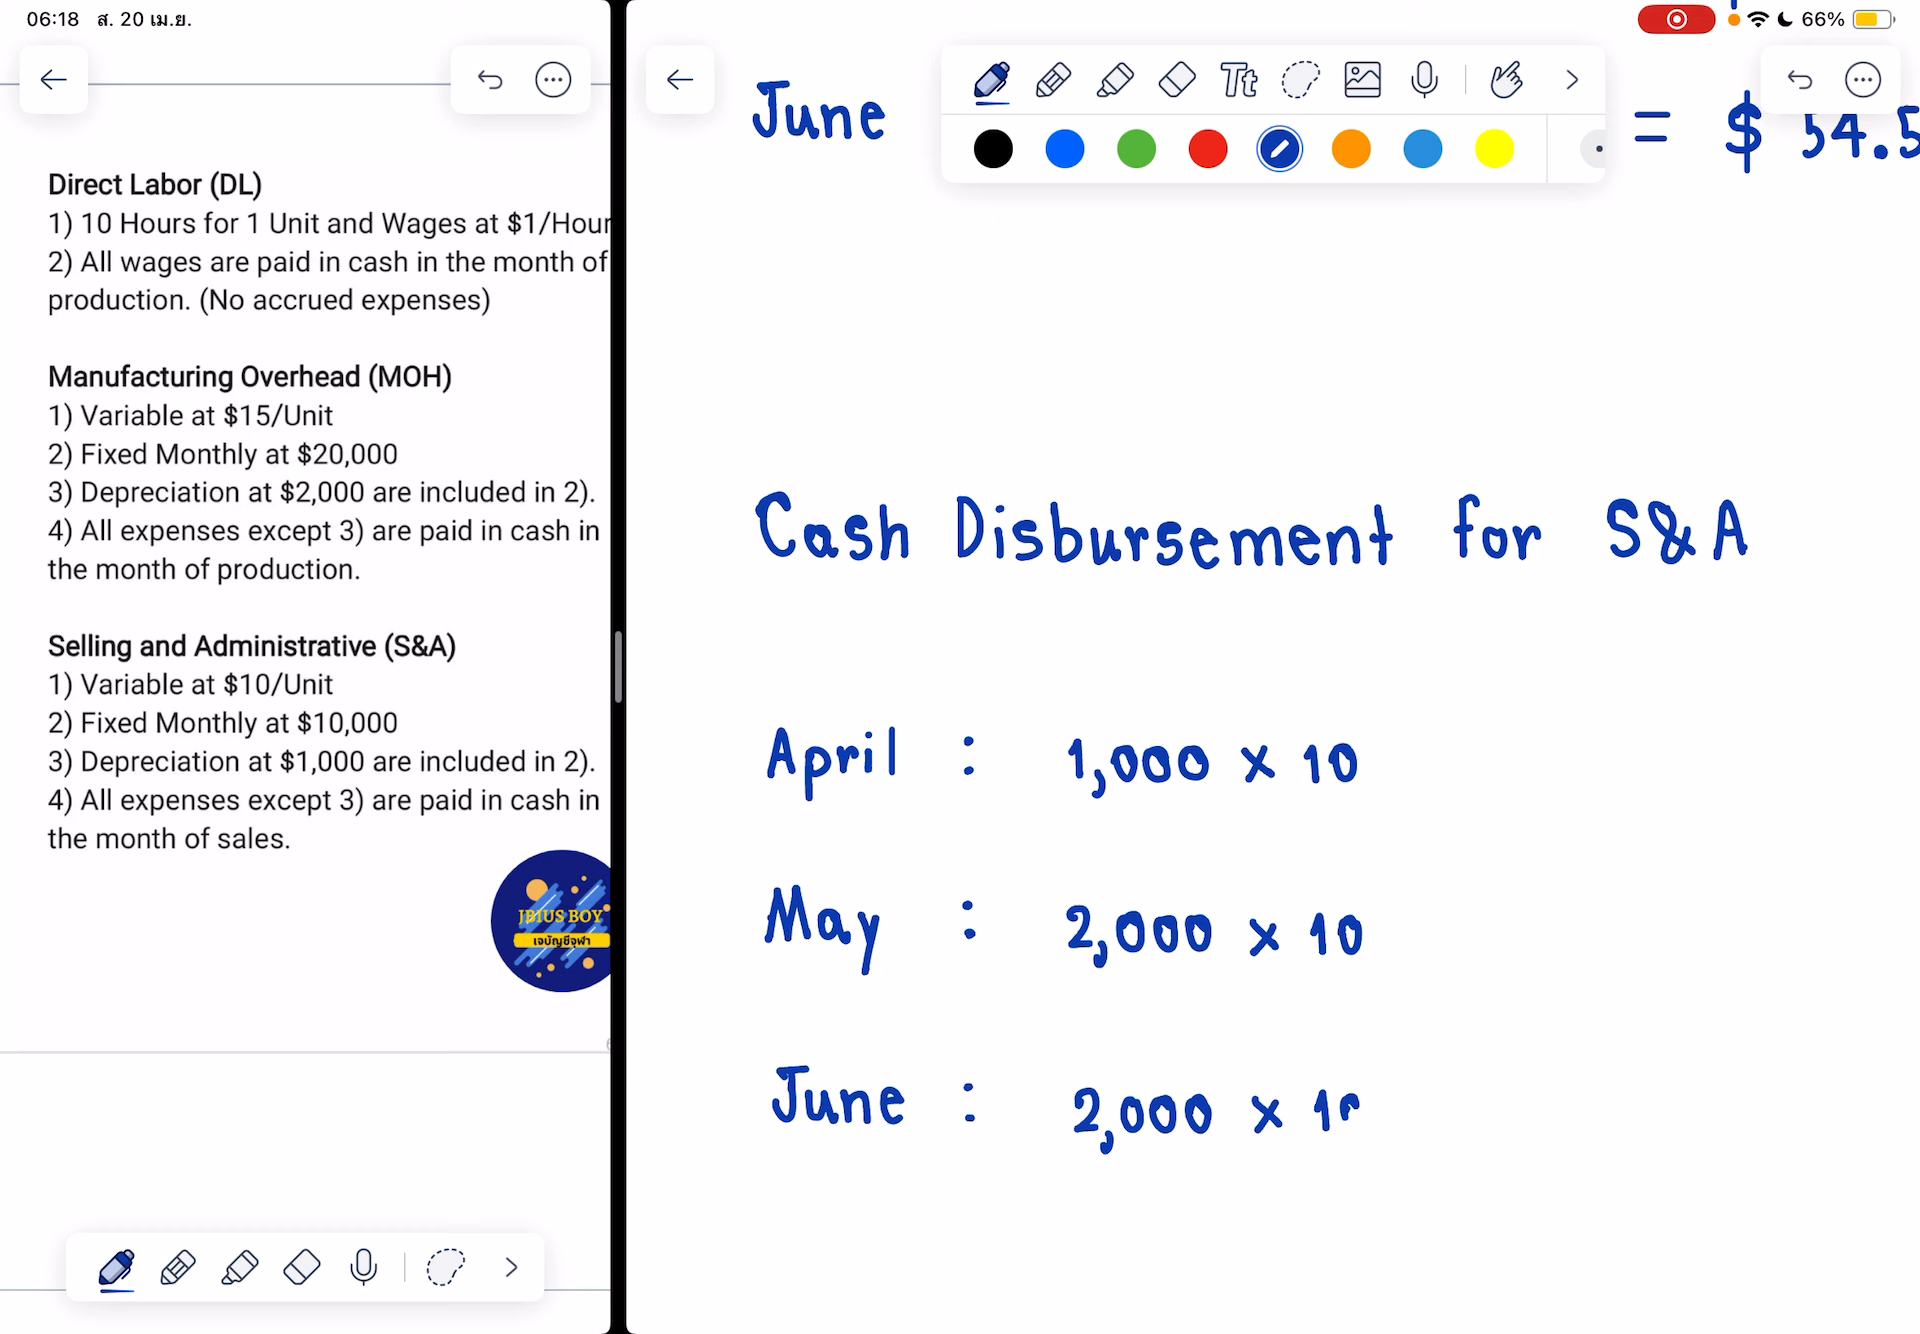 06:18 ส. 20 เม.ย.
66%
Direct Labor (DL)
1) 10 Hours for 1 Unit and Wages at $1/Hour
2) All wages are paid in cash in the month of
production. (No accrued expenses)
Manufacturing Overhead (MOH)
1) Variable at $15/Unit
2) Fixed Monthly at $20,000
3) Depreciation at $2,000 are included in 2).
4) All expenses except 3) are paid in cash in
the month of production.
Selling and Administrative (S&A)
1) Variable at $10/Unit
2) Fixed Monthly at $10,000
3) Depreciation at $1,000 are included in 2).
4) All expenses except 3) are paid in cash in
the month of sales.
JBIUS BOY
เจบัญชีจุฬา
Tt
June = $ 54.5
Cash Disbursement for S&A
April : 1,000 x 10
May : 2,000 x 10
June : 2,000 x 1